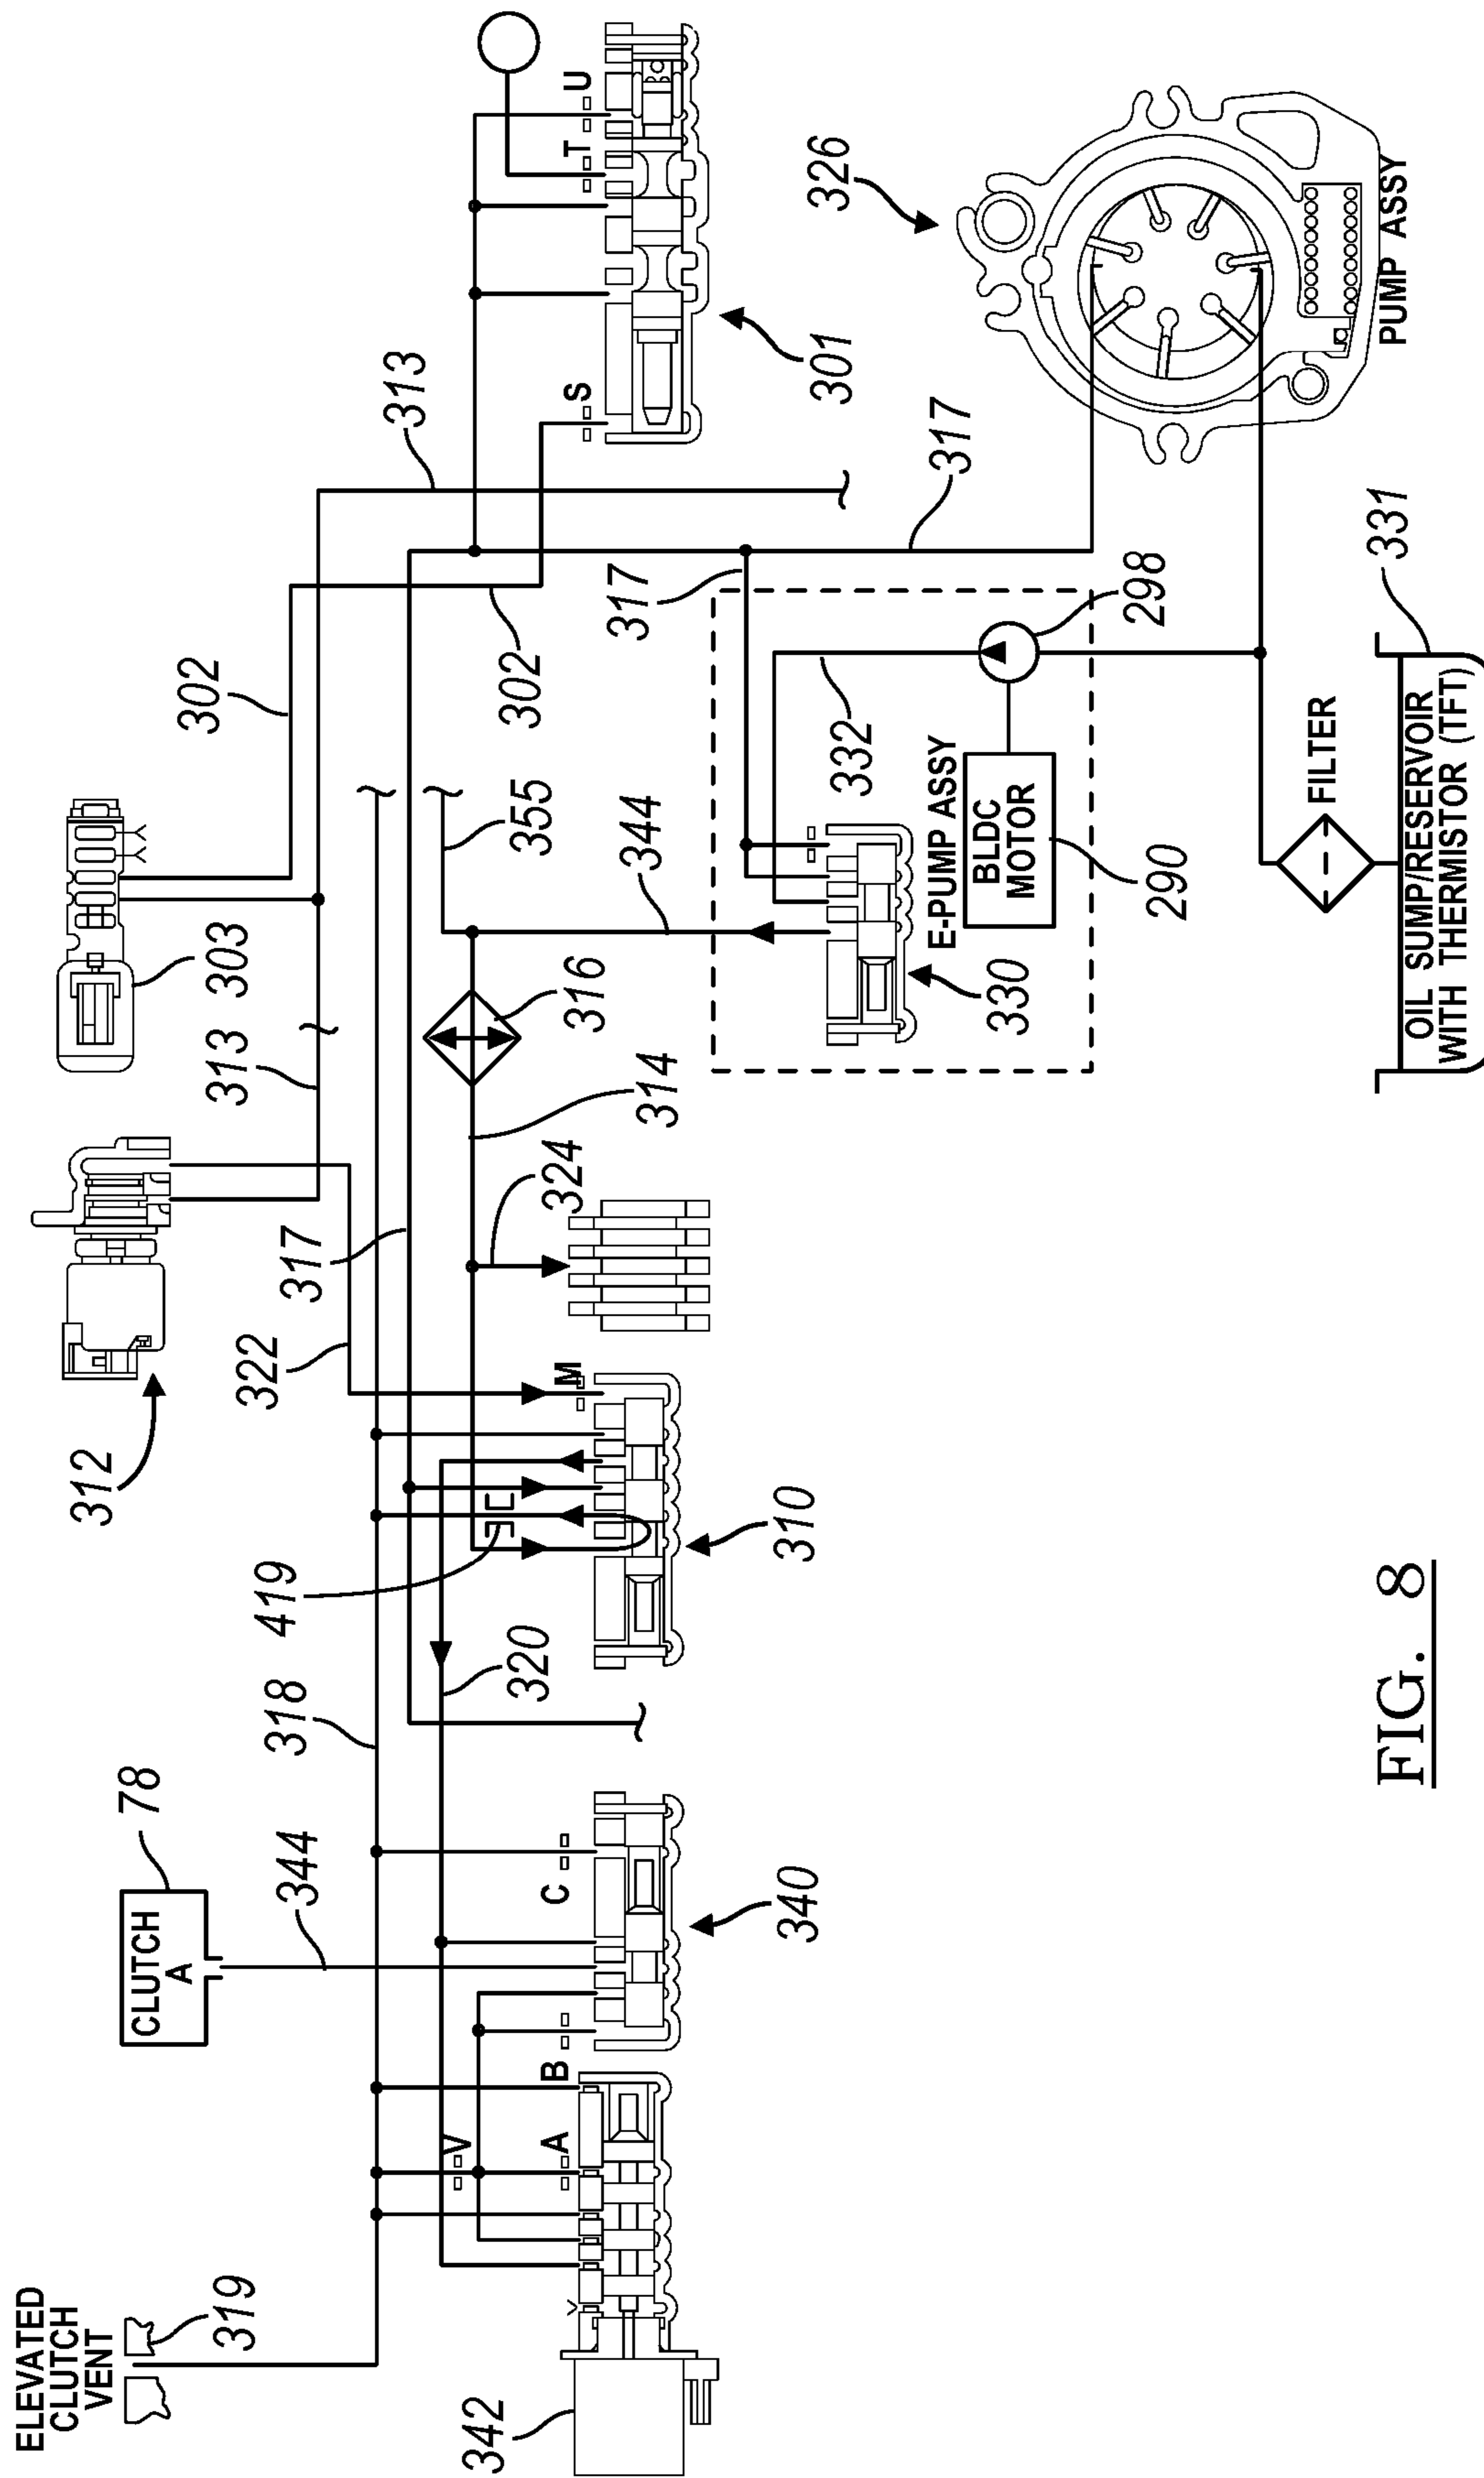 ELEVATED
CLUTCH
VENT
319
CLUTCH
A
78
344
318
342
V
A
B
C
340
320
419
310
M
312
322
317
324
314
316
313
303
302
302
313
355
344
317
317
332
298
E-PUMP ASSY
BLDC
MOTOR
290
330
S
T
U
301
326
PUMP ASSY
FILTER
331
OIL SUMP/RESERVOIR
WITH THERMISTOR (TFT)
FIG. 8